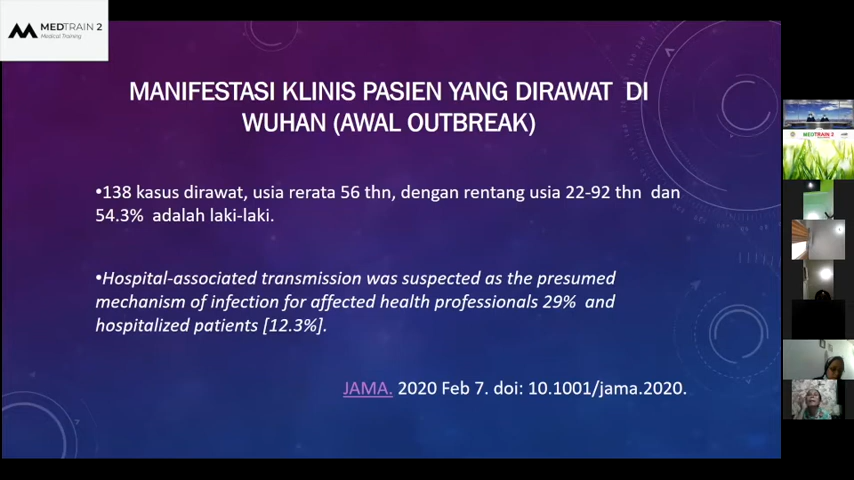 MEDTRAIN 2
Medical Training
MANIFESTASI KLINIS PASIEN YANG DIRAWAT DI
WUHAN (AWAL OUTBREAK)
•138 kasus dirawat, usia rerata 56 thn, dengan rentang usia 22-92 thn dan
54.3% adalah laki-laki.
•Hospital-associated transmission was suspected as the presumed
mechanism of infection for affected health professionals 29% and
hospitalized patients [12.3%].
JAMA. 2020 Feb 7. doi: 10.1001/jama.2020.
MEDTRAIN 2